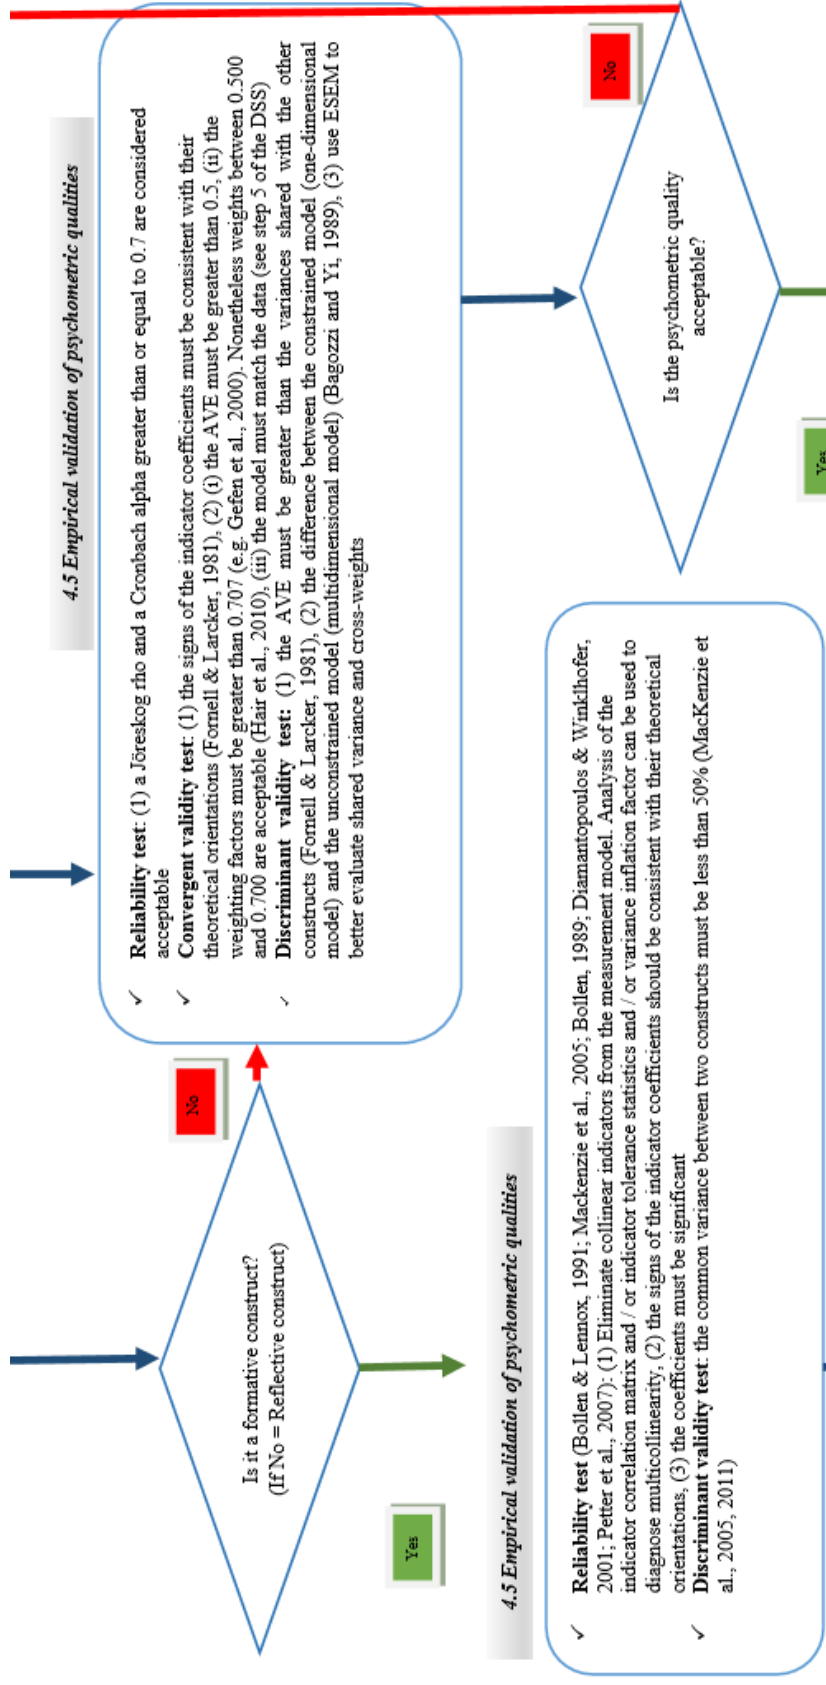 Is it a formative construct?
(If No = Reflective construct)
No
Yes
4.5 Empirical validation of psychometric qualities
✓ Reliability test: (1) a Jöreskog rho and a Cronbach alpha greater than or equal to 0.7 are considered
acceptable
✓ Convergent validity test: (1) the signs of the indicator coefficients must be consistent with their
theoretical orientations (Fornell & Larcker, 1981), (2) (i) the AVE must be greater than 0.5, (ii) the
weighting factors must be greater than 0.707 (e.g. Gefen et al., 2000). Nonetheless weights between 0.500
and 0.700 are acceptable (Hair et al., 2010), (iii) the model must match the data (see step 5 of the DSS)
✓ Discriminant validity test: (1) the AVE must be greater than the variances shared with the other
constructs (Fornell & Larcker, 1981), (2) the difference between the constrained model (one-dimensional
model) and the unconstrained model (multidimensional model) (Bagozzi and Yi, 1989), (3) use ESEM to
better evaluate shared variance and cross-weights
4.5 Empirical validation of psychometric qualities
✓ Reliability test (Bollen & Lennox, 1991; Mackenzie et al., 2005; Bollen, 1989; Diamantopoulos & Winklhofer,
2001; Petter et al., 2007): (1) Eliminate collinear indicators from the measurement model. Analysis of the
indicator correlation matrix and / or indicator tolerance statistics and / or variance inflation factor can be used to
diagnose multicollinearity, (2) the signs of the indicator coefficients should be consistent with their theoretical
orientations, (3) the coefficients must be significant
✓ Discriminant validity test: the common variance between two constructs must be less than 50% (MacKenzie et
al., 2005, 2011)
Is the psychometric quality
acceptable?
No
Yes